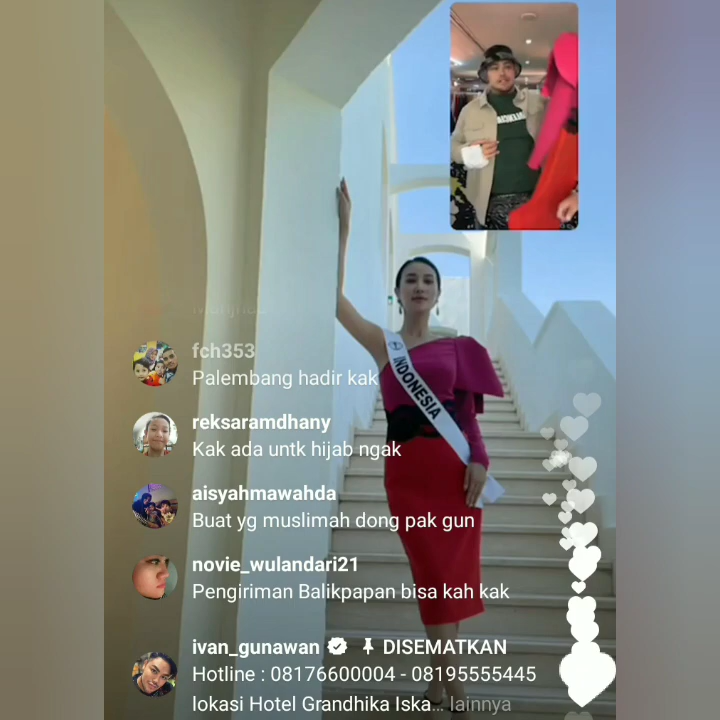 INDONESIA
fch353
Palembang hadir kak
reksaramdhany
Kak ada untk hijab ngak
aisyahmawahda
Buat yg muslimah dong pak gun
novie_wulandari21
Pengiriman Balikpapan bisa kah kak
ivan_gunawan DISEMATKAN
Hotline : 08176600004 - 08195555445
lokasi Hotel Grandhika Iska... lainnya